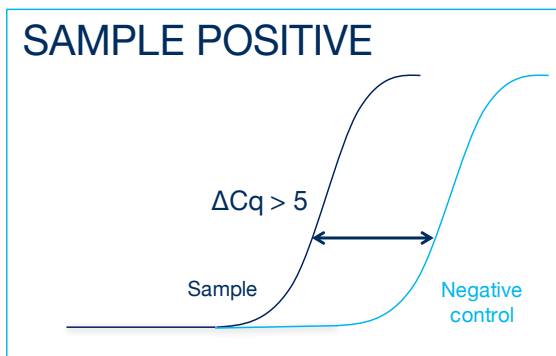 SAMPLE POSITIVE
ΔCq > 5
Sample
Negative
control